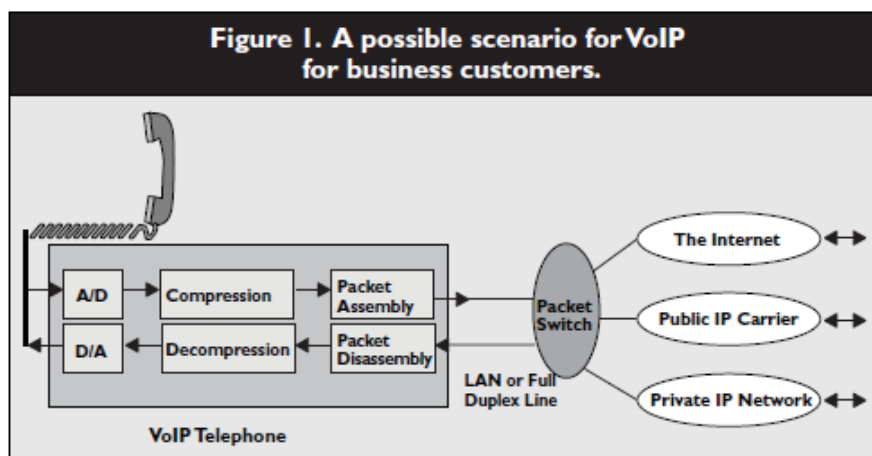 Figure 1. A possible scenario for VoIP
for business customers.
A/D
Compression
Packet
Assembly
D/A
Decompression
Packet
Disassembly
VoIP Telephone
LAN or Full
Duplex Line
Packet
Switch
The Internet
Public IP Carrier
Private IP Network